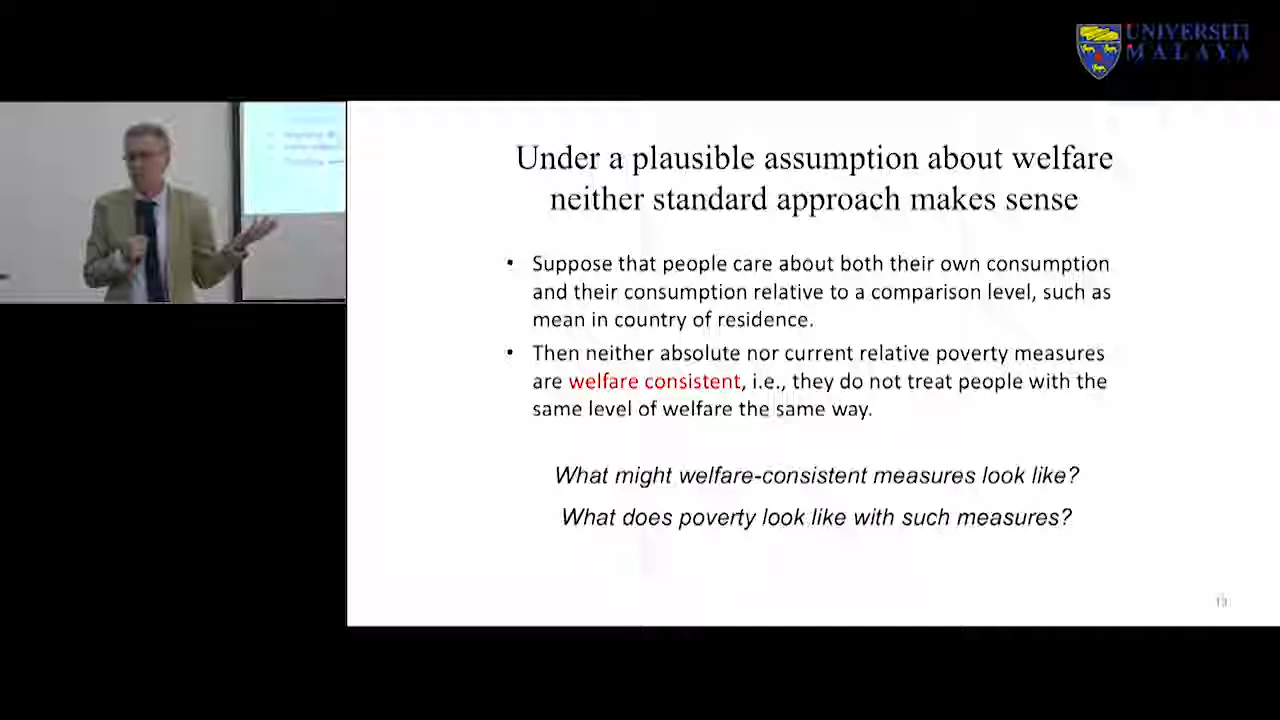 UNIVERSITI
MALAYA
Under a plausible assumption about welfare
neither standard approach makes sense
• Suppose that people care about both their own consumption
and their consumption relative to a comparison level, such as
mean in country of residence.
• Then neither absolute nor current relative poverty measures
are welfare consistent, i.e., they do not treat people with the
same level of welfare the same way.
What might welfare-consistent measures look like?
What does poverty look like with such measures?